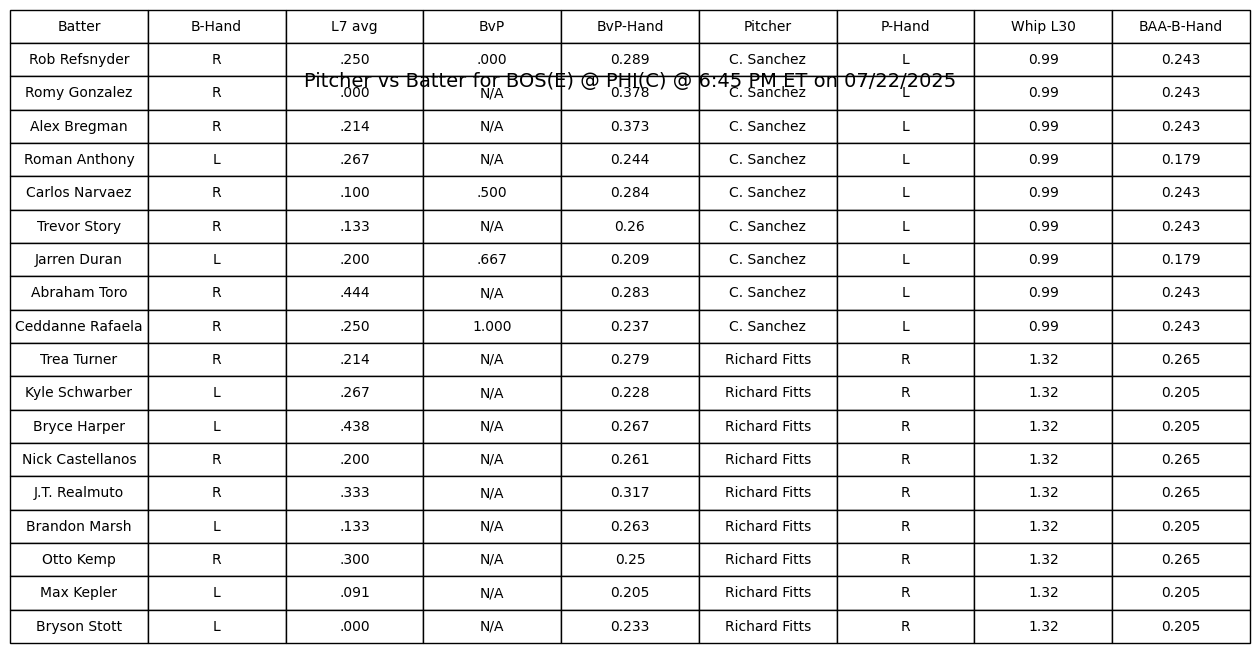 Batter B-Hand L7 avg BvP BvP-Hand Pitcher P-Hand Whip L30 BAA-B-Hand
Rob Refsnyder R .250 .000 0.289 C. Sanchez L 0.99 0.243
Pitcher vs Batter for BOS(E) @ PHI(C) @ 6:45 PM ET on 07/22/2025
Romy Gonzalez R .000 N/A 0.378 C. Sanchez L 0.99 0.243
Alex Bregman R .214 N/A 0.373 C. Sanchez L 0.99 0.243
Roman Anthony L .267 N/A 0.244 C. Sanchez L 0.99 0.179
Carlos Narvaez R .100 .500 0.284 C. Sanchez L 0.99 0.243
Trevor Story R .133 N/A 0.26 C. Sanchez L 0.99 0.243
Jarren Duran L .200 .667 0.209 C. Sanchez L 0.99 0.179
Abraham Toro R .444 N/A 0.283 C. Sanchez L 0.99 0.243
Ceddanne Rafaela R .250 1.000 0.237 C. Sanchez L 0.99 0.243
Trea Turner R .214 N/A 0.279 Richard Fitts R 1.32 0.265
Kyle Schwarber L .267 N/A 0.228 Richard Fitts R 1.32 0.205
Bryce Harper L .438 N/A 0.267 Richard Fitts R 1.32 0.205
Nick Castellanos R .200 N/A 0.261 Richard Fitts R 1.32 0.265
J.T. Realmuto R .333 N/A 0.317 Richard Fitts R 1.32 0.265
Brandon Marsh L .133 N/A 0.263 Richard Fitts R 1.32 0.205
Otto Kemp R .300 N/A 0.25 Richard Fitts R 1.32 0.265
Max Kepler L .091 N/A 0.205 Richard Fitts R 1.32 0.205
Bryson Stott L .000 N/A 0.233 Richard Fitts R 1.32 0.205